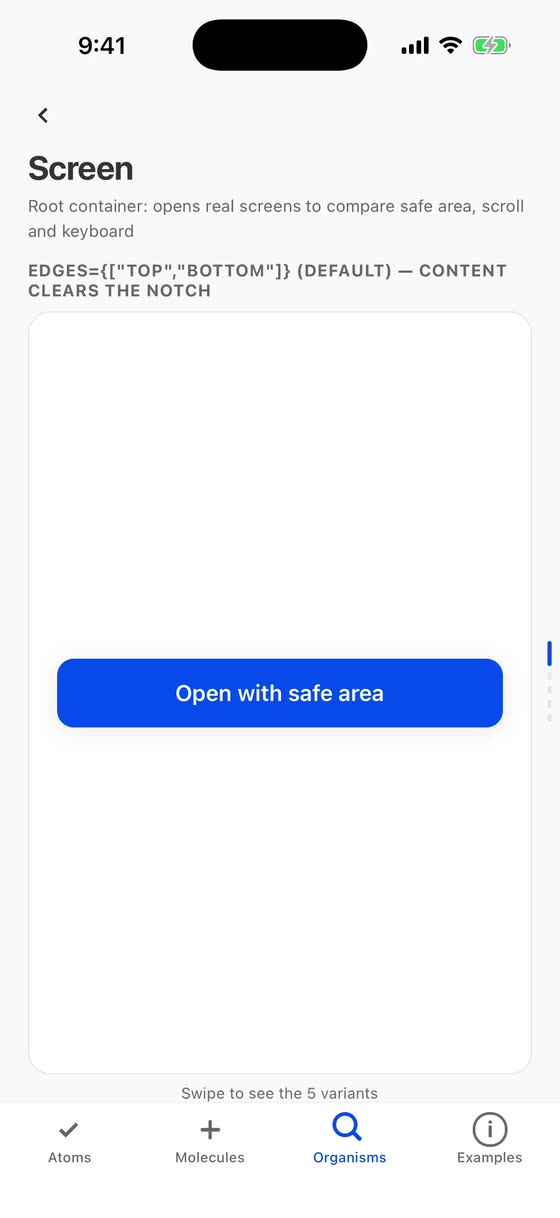 9:41
Screen
Root container: opens real screens to compare safe area, scroll
and keyboard
EDGES={["TOP","BOTTOM"]} (DEFAULT) — CONTENT
CLEARS THE NOTCH
Open with safe area
Swipe to see the 5 variants
Atoms
Molecules
Organisms
Examples